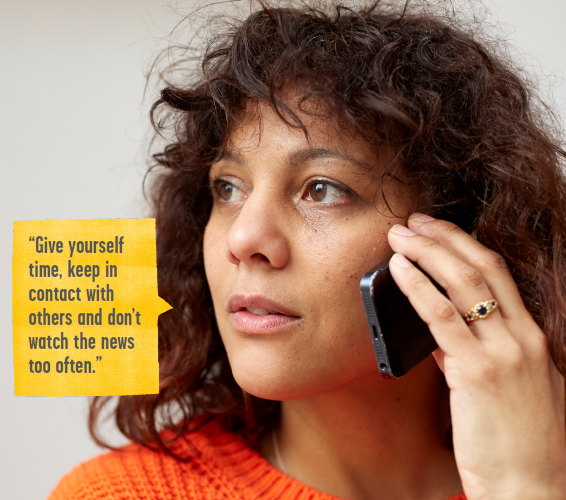 “Give yourself
time, keep in
contact with
others and don’t
watch the news
too often.”